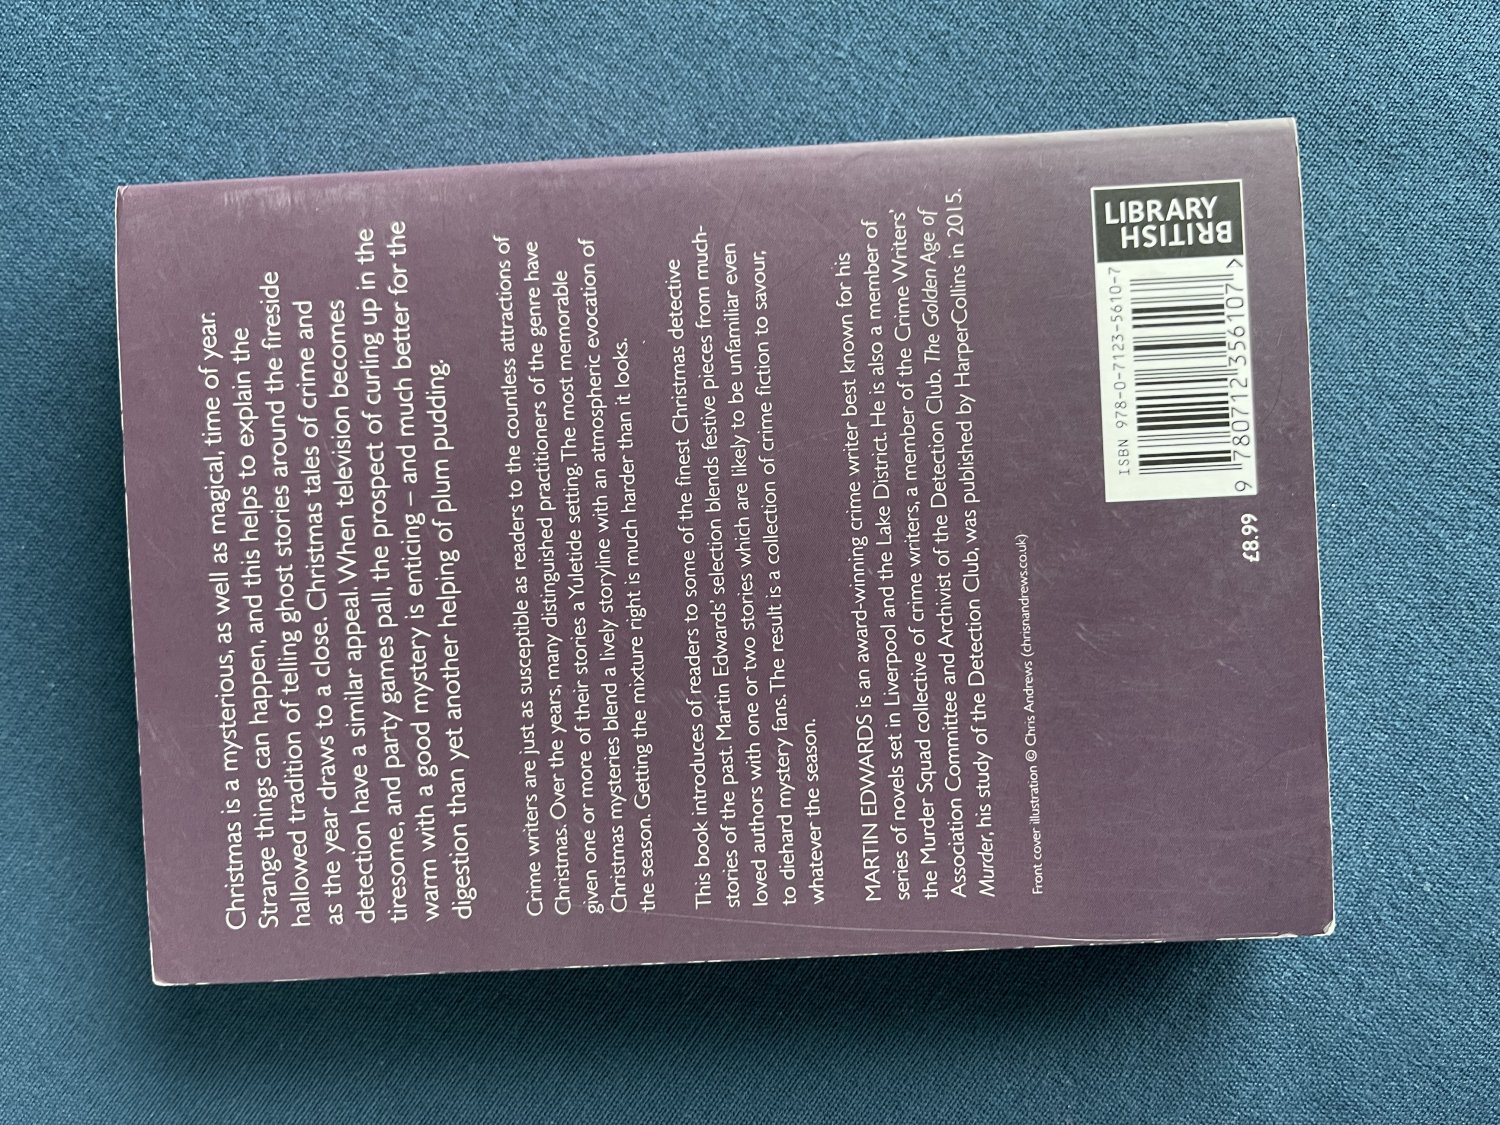 Christmas is a mysterious, as well as magical, time of year.
Strange things can happen, and this helps to explain the
hallowed tradition of telling ghost stories around the fireside
as the year draws to a close. Christmas tales of crime and
detection have a similar appeal. When television becomes
tiresome, and party games pall, the prospect of curling up in the
warm with a good mystery is enticing – and much better for the
digestion than yet another helping of plum pudding.
Crime writers are just as susceptible as readers to the countless attractions of
Christmas. Over the years, many distinguished practitioners of the genre have
given one or more of their stories a Yuletide setting. The most memorable
Christmas mysteries blend a lively storyline with an atmospheric evocation of
the season. Getting the mixture right is much harder than it looks.
This book introduces of readers to some of the finest Christmas detective
stories of the past. Martin Edwards' selection blends festive pieces from much-
loved authors with one or two stories which are likely to be unfamiliar even
to diehard mystery fans. The result is a collection of crime fiction to savour,
whatever the season.
MARTIN EDWARDS is an award-winning crime writer best known for his
series of novels set in Liverpool and the Lake District. He is also a member of
the Murder Squad collective of crime writers, a member of the Crime Writers'
Association Committee and Archivist of the Detection Club. The Golden Age of
Murder, his study of the Detection Club, was published by HarperCollins in 2015.
Front cover illustration © Chris Andrews (chrisnandrews.co.uk)
ISBN 978-0-7123-5610-7
9 780712 356107 >
£8.99
LIBRARY
BRITISH